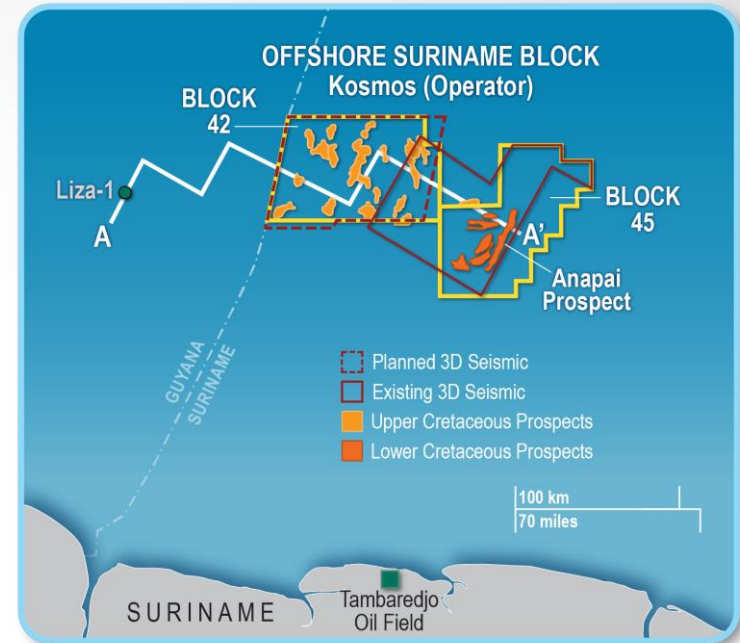 OFFSHORE SURINAME BLOCK
Kosmos (Operator)
BLOCK
42
Liza-1
A
A'
BLOCK
45
Anapai
Prospect
GUYANA
SURINAME
Planned 3D Seismic
Existing 3D Seismic
Upper Cretaceous Prospects
Lower Cretaceous Prospects
100 km
70 miles
SURINAME
Tambaredjo
Oil Field